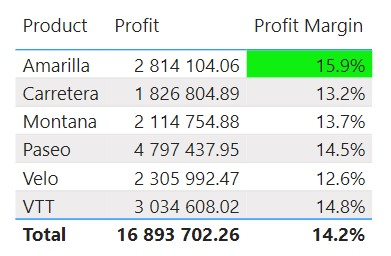 Product Profit Profit Margin
Amarilla 2 814 104.06 15.9%
Carretera 1 826 804.89 13.2%
Montana 2 114 754.88 13.7%
Paseo 4 797 437.95 14.5%
Velo 2 305 992.47 12.6%
VTT 3 034 608.02 14.8%
Total 16 893 702.26 14.2%